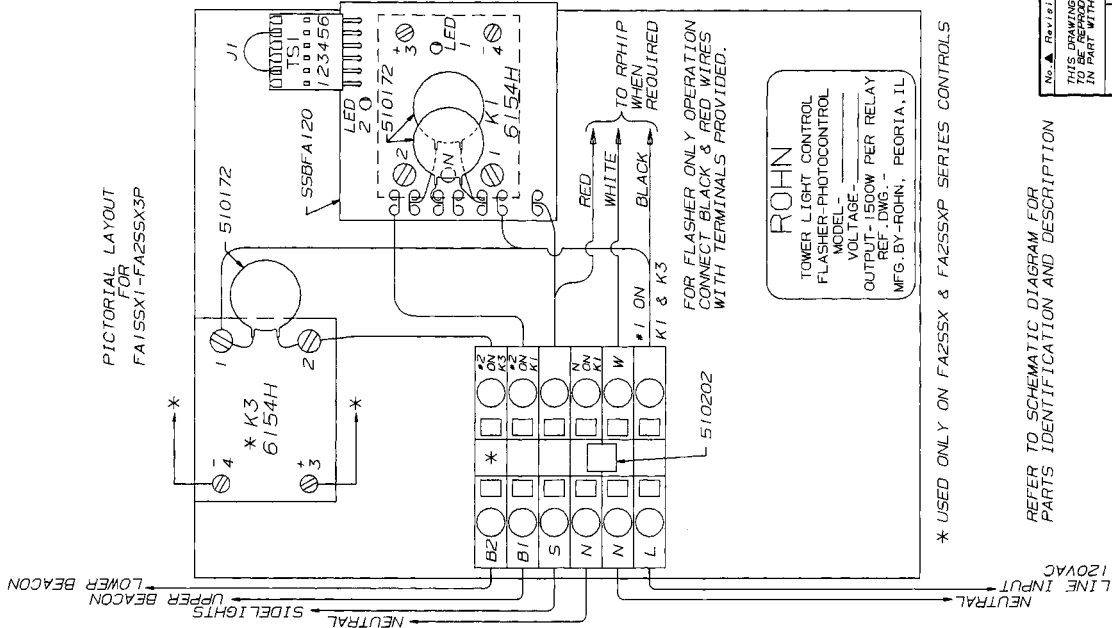 PICTORIAL LAYOUT
FOR
FA1SSX1-FA2SSX3P
J1
TS1
123456
SSBFA120
LED
2
510172
LED
1
+
3
-
4
2
1
ON
K1
6154H
510172
1
2
* K3
6154H
-
4
+
3
*
*
RED
WHITE
BLACK
TO RPHIP
WHEN
REQUIRED
FOR FLASHER ONLY OPERATION
CONNECT BLACK & RED WIRES
WITH TERMINALS PROVIDED.
#2
ON
K3
#2
ON
K1
N
ON
K1
W
#1 ON
K1 & K3
*
B2
B1
S
N
N
L
510202
LOWER BEACON
UPPER BEACON
SIDELIGHTS
NEUTRAL
NEUTRAL
LINE INPUT
120VAC
ROHN
TOWER LIGHT CONTROL
FLASHER-PHOTOCONTROL
MODEL-
VOLTAGE-
OUTPUT-1500W PER RELAY
REF.DWG.-
MFG.BY-ROHN, PEORIA,IL
* USED ONLY ON FA2SSX & FA2SSXP SERIES CONTROLS
REFER TO SCHEMATIC DIAGRAM FOR
PARTS IDENTIFICATION AND DESCRIPTION
No.▲ Revisi
THIS DRAWING
TO BE REPROD
IN PART WITH